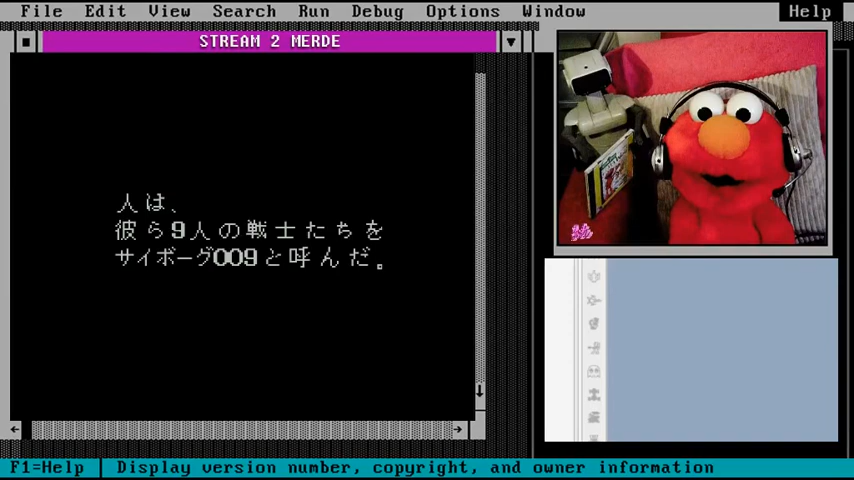 File Edit View Search Run Debug Options Window Help
STREAM 2 MERDE
人は、
彼ら9人の戦士たちを
サイボーグ009と呼んだ。
F1=Help Display version number, copyright, and owner information